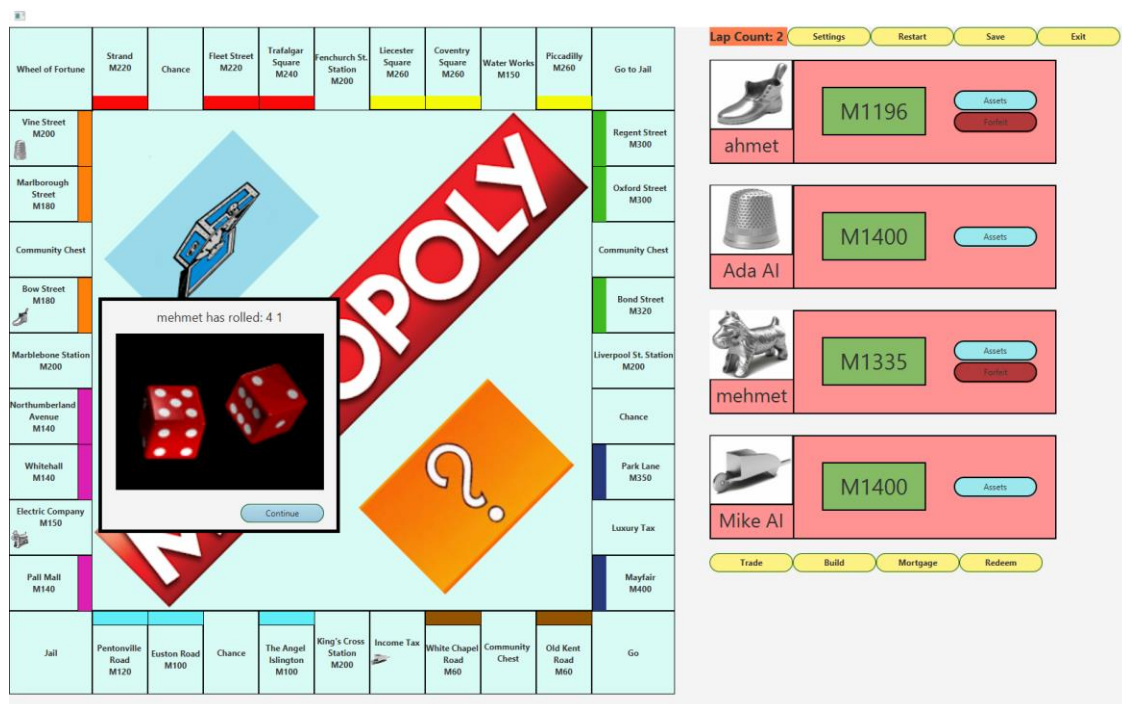 Lap Count: 2
Settings
Restart
Save
Exit
Wheel of Fortune
Strand
M220
Chance
Fleet Street
M220
Trafalgar
Square
M240
Fenchurch St.
Station
M200
Liecester
Square
M260
Coventry
Square
M260
Water Works
M150
Piccadilly
M260
Go to Jail
Vine Street
M200
Marlborough
Street
M180
Community Chest
Bow Street
M180
Marblebone Station
M200
Northumberland
Avenue
M140
Whitehall
M140
Electric Company
M150
Pall Mall
M140
Regent Street
M300
Oxford Street
M300
Community Chest
Bond Street
M320
Liverpool St. Station
M200
Chance
Park Lane
M350
Luxury Tax
Mayfair
M400
mehmet has rolled: 4 1
Continue
?
Jail
Pentonville
Road
M120
Euston Road
M100
Chance
The Angel
Islington
M100
King's Cross
Station
M200
Income Tax
White Chapel
Road
M60
Community
Chest
Old Kent
Road
M60
Go
ahmet
M1196
Assets
Forfeit
Ada AI
M1400
Assets
mehmet
M1335
Assets
Forfeit
Mike AI
M1400
Assets
Trade
Build
Mortgage
Redeem